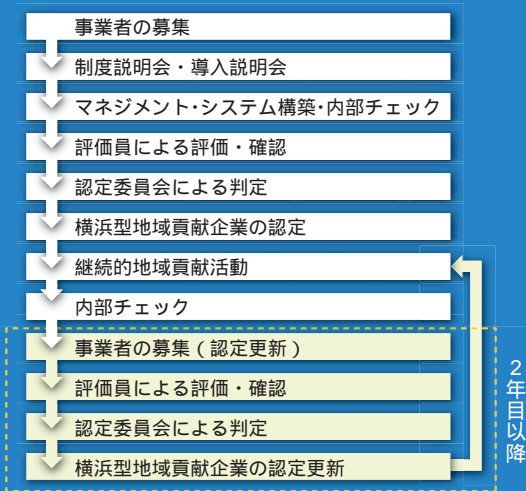 事業者の募集
制度説明会・導入説明会
マネジメント・システム構築・内部チェック
評価員による評価・確認
認定委員会による判定
横浜型地域貢献企業の認定
継続的地域貢献活動
内部チェック
事業者の募集(認定更新)
評価員による評価・確認
認定委員会による判定
横浜型地域貢献企業の認定更新
2年目以降